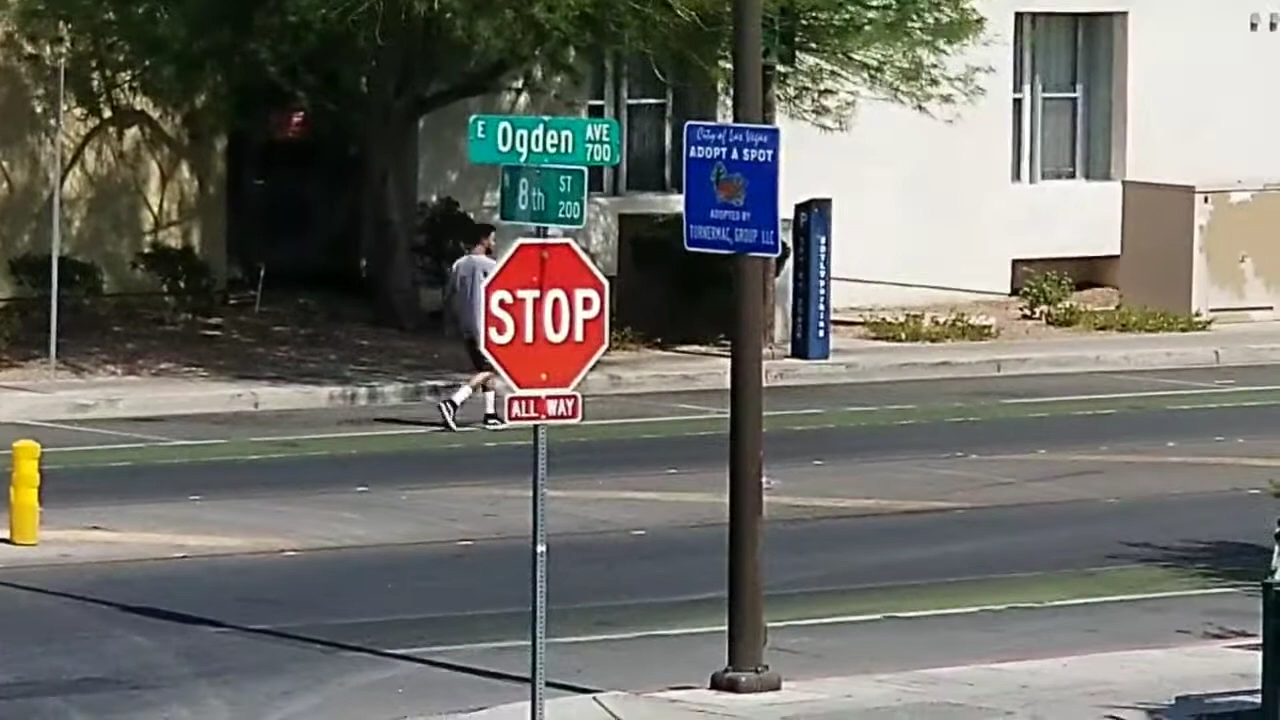 E Ogden AVE 700
8th ST 200
STOP
ALL WAY
City of Las Vegas
ADOPT A SPOT
ADOPTED BY
TURNERMAC, GROUP LLC
P